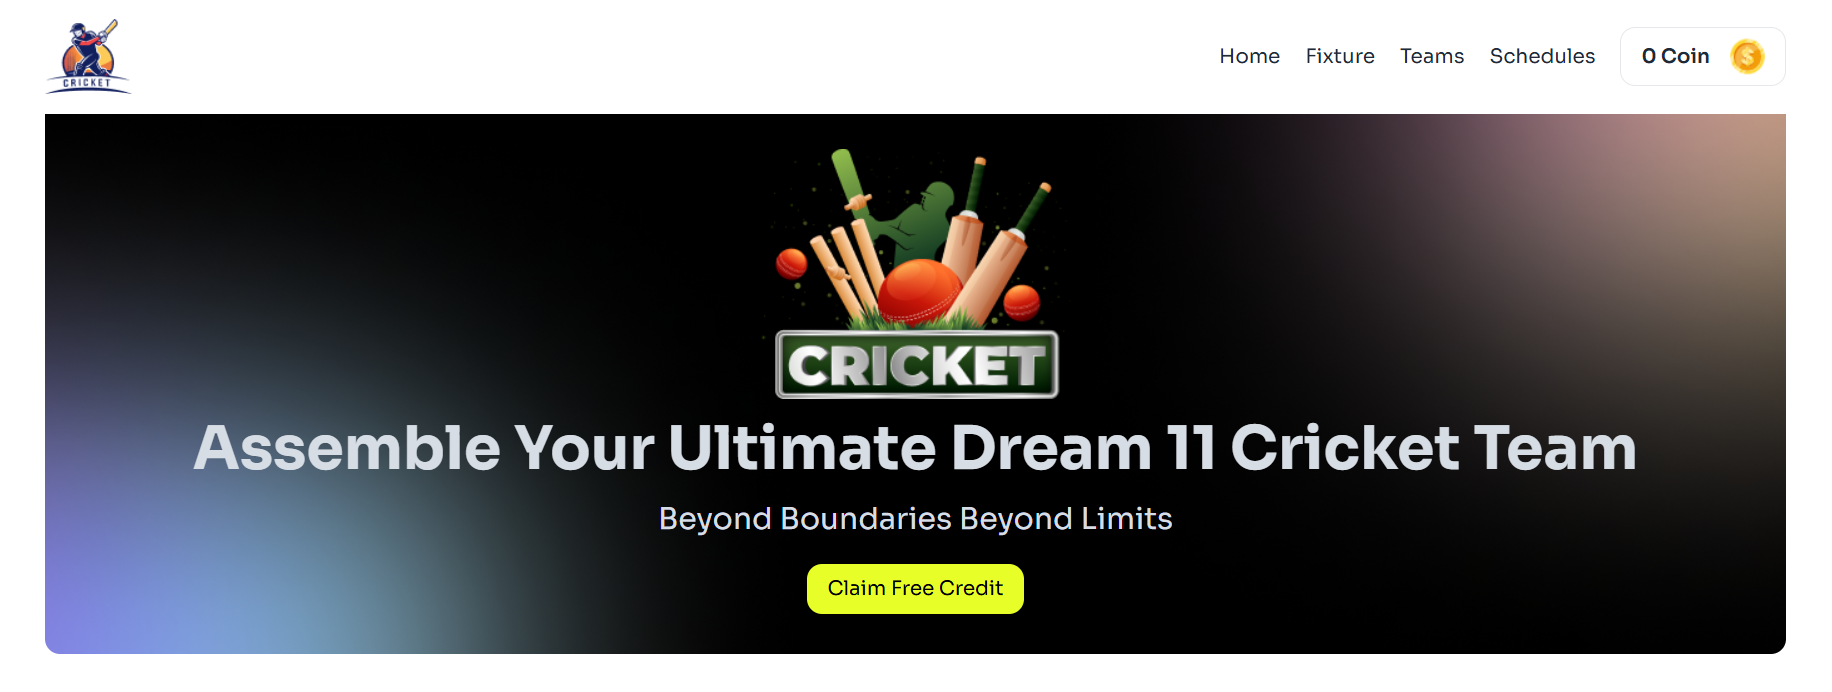 CRICKET
Home Fixture Teams Schedules 0 Coin $
CRICKET
Assemble Your Ultimate Dream 11 Cricket Team
Beyond Boundaries Beyond Limits
Claim Free Credit